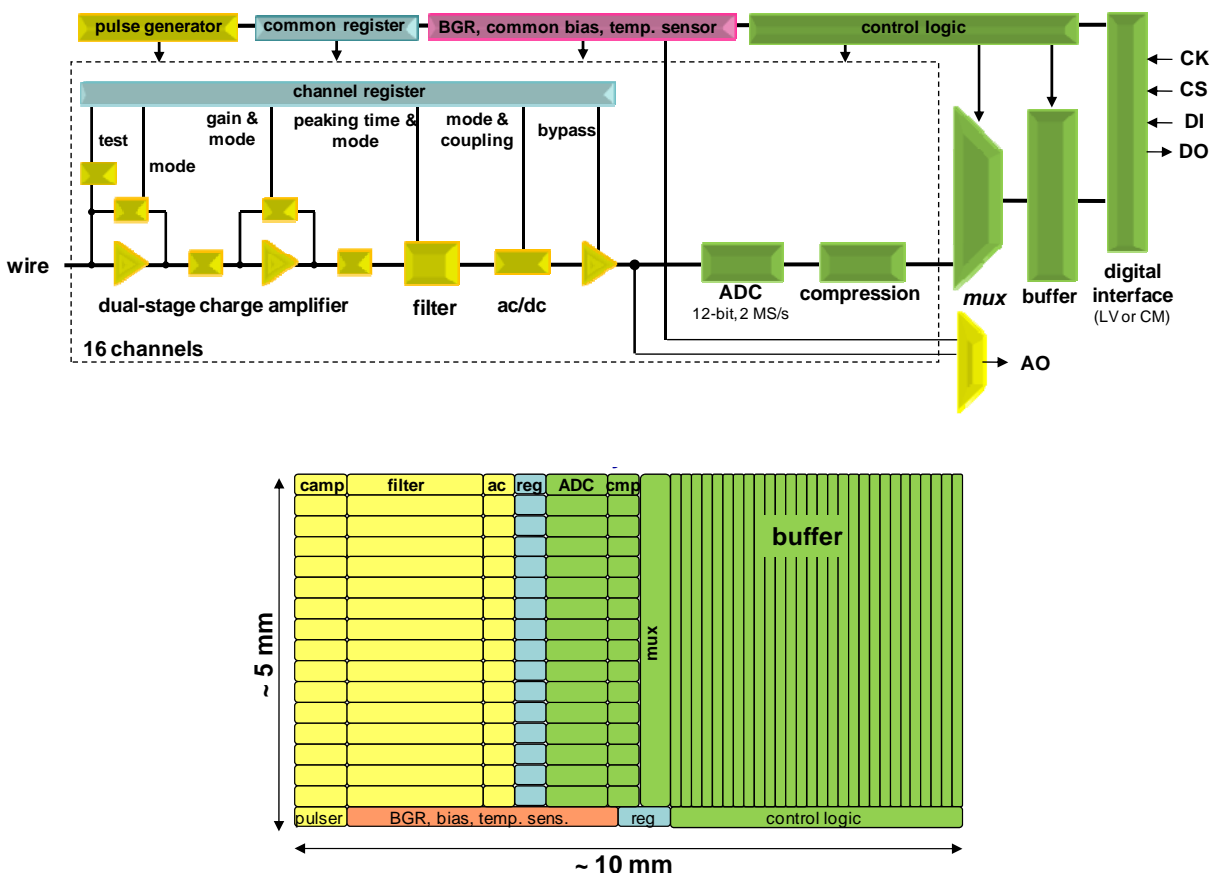 pulse generator
common register
BGR, common bias, temp. sensor
control logic
CK
CS
DI
DO
channel register
test
mode
gain &
mode
peaking time &
mode
mode &
coupling
bypass
wire
dual-stage charge amplifier
filter
ac/dc
ADC
12-bit, 2 MS/s
compression
mux
buffer
digital
interface
(LV or CM)
16 channels
AO
camp
filter
ac
reg
ADC
cmp
buffer
mux
~ 5 mm
pulser
BGR, bias, temp. sens.
reg
control logic
~ 10 mm